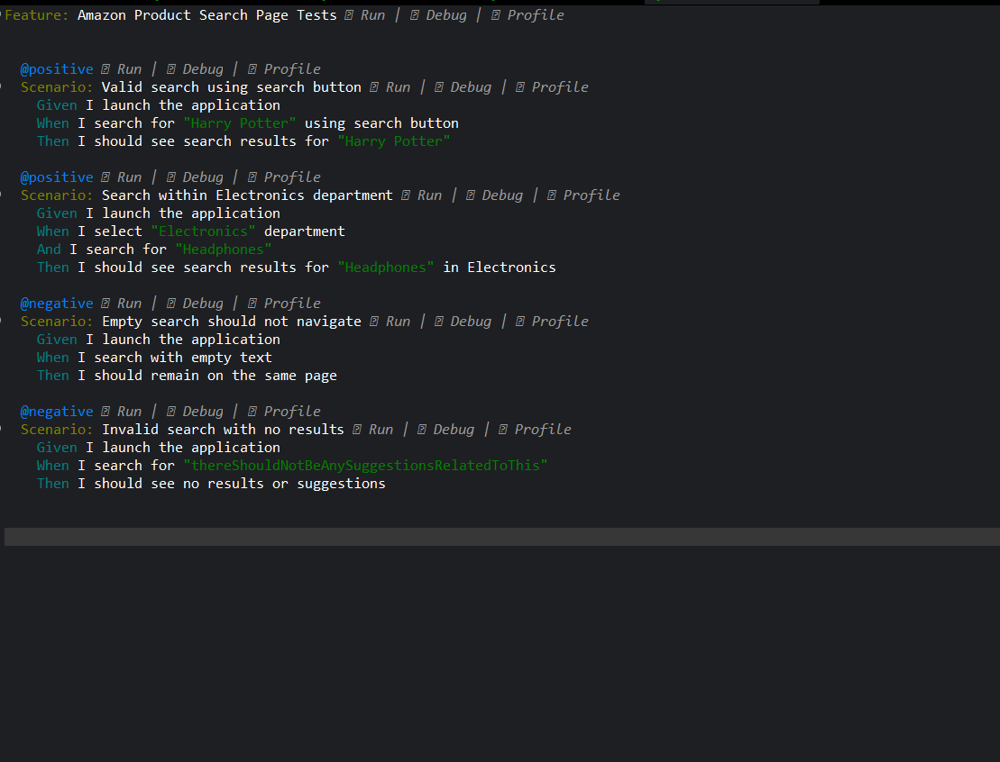 Feature: Amazon Product Search Page Tests Run | Debug | Profile
@positive Run | Debug | Profile
Scenario: Valid search using search button Run | Debug | Profile
Given I launch the application
When I search for "Harry Potter" using search button
Then I should see search results for "Harry Potter"
@positive Run | Debug | Profile
Scenario: Search within Electronics department Run | Debug | Profile
Given I launch the application
When I select "Electronics" department
And I search for "Headphones"
Then I should see search results for "Headphones" in Electronics
@negative Run | Debug | Profile
Scenario: Empty search should not navigate Run | Debug | Profile
Given I launch the application
When I search with empty text
Then I should remain on the same page
@negative Run | Debug | Profile
Scenario: Invalid search with no results Run | Debug | Profile
Given I launch the application
When I search for "thereShouldNotBeAnySuggestionsRelatedToThis"
Then I should see no results or suggestions